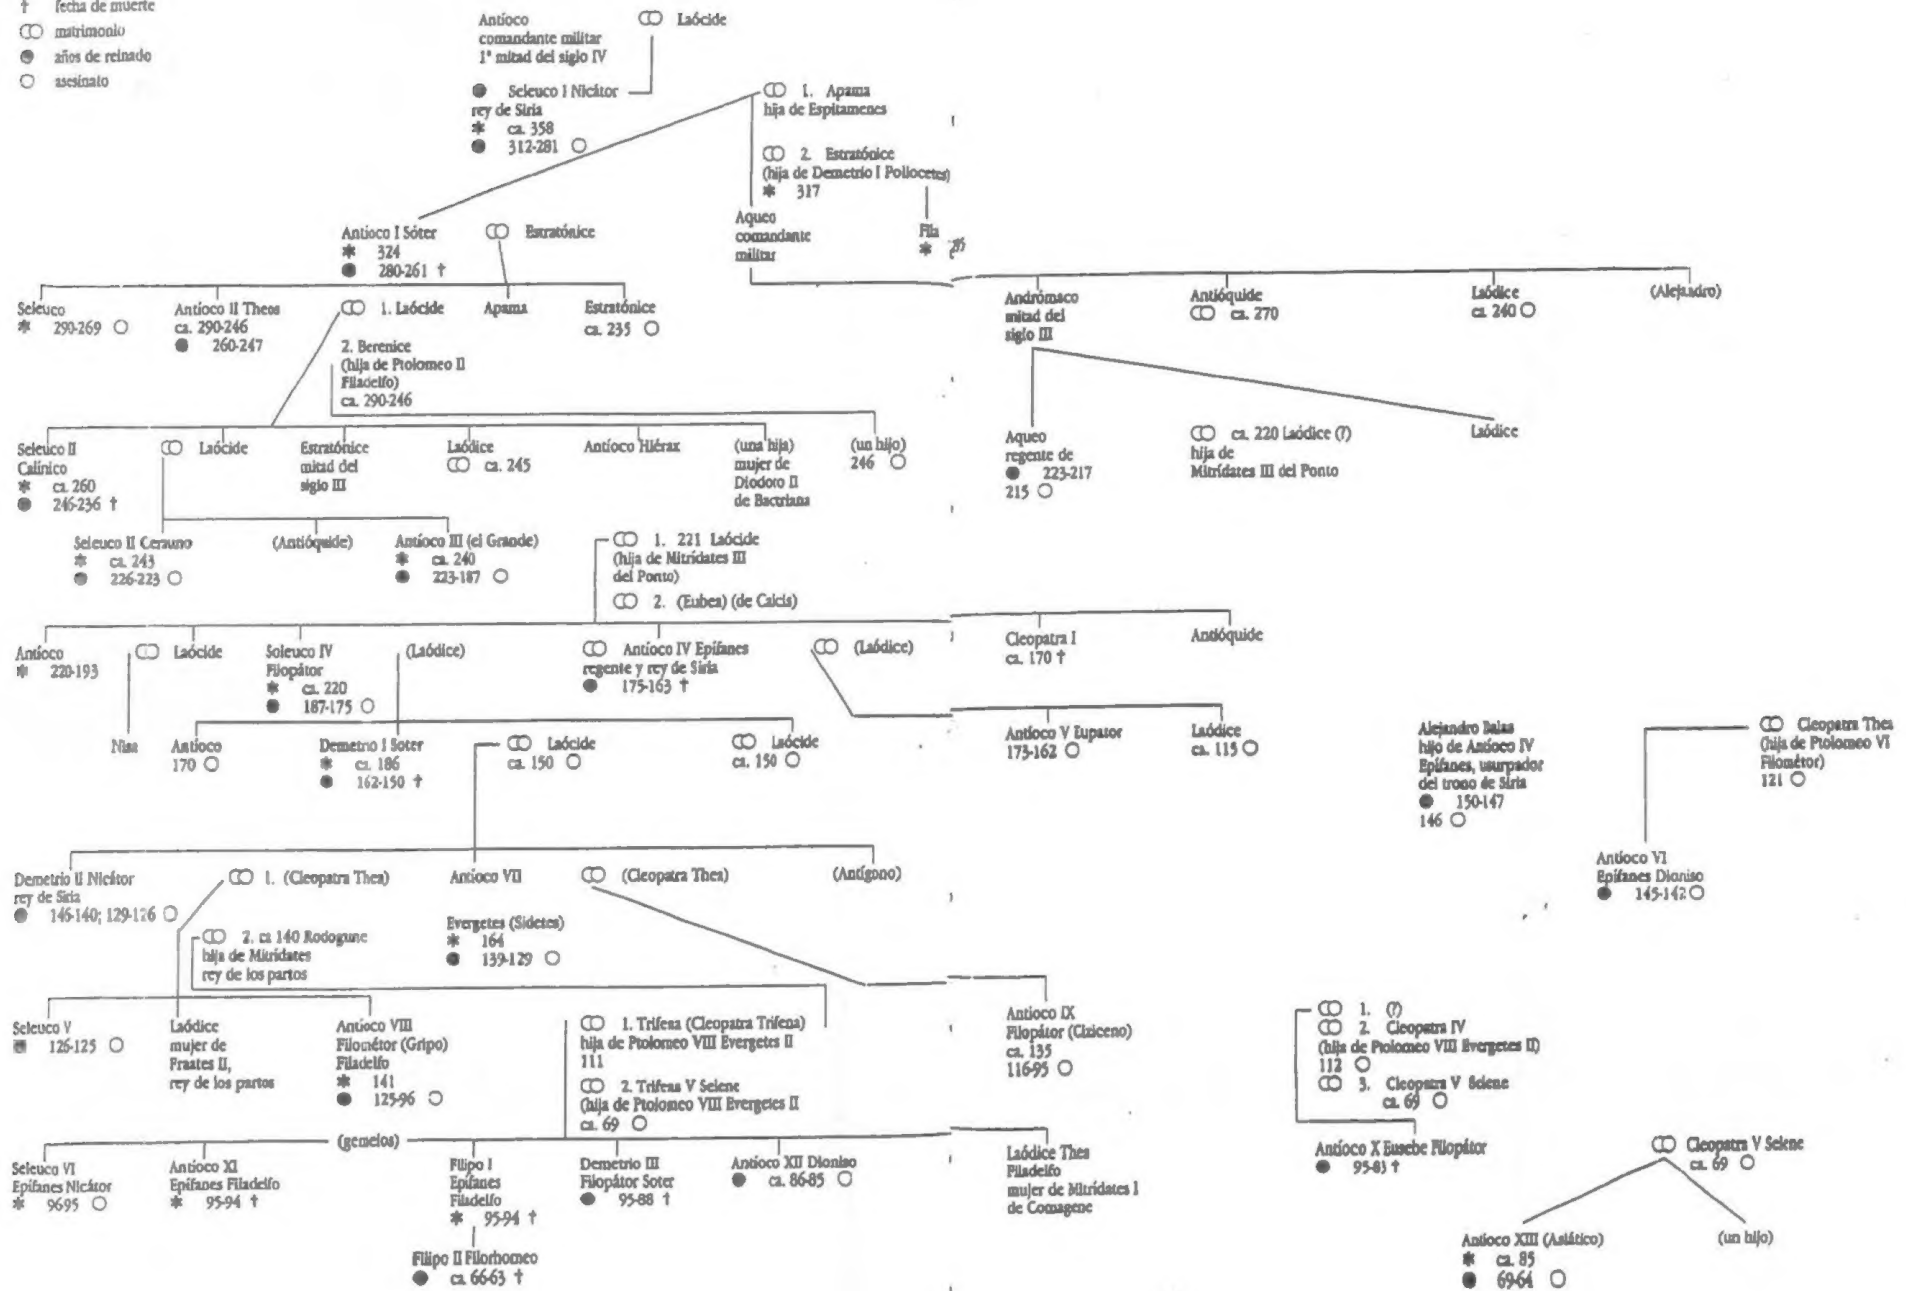 † fecha de muerte
matrimonio
años de reinado
asesinato
Antíoco
comandante militar
1ª mitad del siglo IV
Laócide
Seleuco I Nicátor
rey de Siria
* ca. 358
312-281
1. Apama
hija de Espitamenes
2. Estratónice
(hija de Demetrio I Poliocetes)
* 317
Antíoco I Sóter
* 324
280-261 †
Estratónice
Aqueo
comandante
militar
Fila
*
Seleuco
* 290-269
Antíoco II Theos
ca. 290-246
260-247
1. Laócide
2. Berenice
(hija de Ptolomeo II
Filadelfo)
ca. 290-246
Apama
Estratónice
ca. 235
Andrómaco
mitad del
siglo III
Antióquide
ca. 270
Laódice
ca. 240
(Alejandro)
Seleuco II
Calínico
* ca. 260
246-236 †
Laócide
Estratónice
mitad del
siglo III
Laódice
ca. 245
Antíoco Hiérax
(una hija)
mujer de
Diodoro II
de Bactriana
(un hijo)
246
Aqueo
regente de
223-217
215
ca. 220 Laódice (?)
hija de
Mitrídates III del Ponto
Laódice
Seleuco II Cerauno
* ca. 243
226-223
(Antióquide)
Antíoco III (el Grande)
* ca. 240
223-187
1. 221 Laócide
(hija de Mitrídates III
del Ponto)
2. (Eubea) (de Calcis)
Antíoco
* 220-193
Laócide
Soleuco IV
Filopátor
* ca. 220
187-175
(Laódice)
Antíoco IV Epífanes
regente y rey de Siria
175-163 †
(Laódice)
Cleopatra I
ca. 170 †
Antióquide
Nisa
Antíoco
170
Demetrio I Soter
* ca. 186
162-150 †
Laócide
ca. 150
Laócide
ca. 150
Antíoco V Eupator
173-162
Laódice
ca. 115
Alejandro Balas
hijo de Antíoco IV
Epífanes, usurpador
del trono de Siria
150-147
146
Cleopatra Thea
(hija de Ptolomeo VI
Filométor)
121
Antíoco VI
Epífanes Dioniso
145-142
Demetrio II Nicátor
rey de Siria
146-140; 129-126
1. (Cleopatra Thea)
2. ca 140 Rodogune
hija de Mitrídates
rey de los partos
Antíoco VII
Evergetes (Sidetes)
* 164
139-129
(Cleopatra Thea)
(Antígono)
Seleuco V
126-125
Laódice
mujer de
Fraates II,
rey de los partos
Antíoco VIII
Filométor (Gripo)
Filadelfo
* 141
125-96
1. Trifena (Cleopatra Trifena)
hija de Ptolomeo VIII Evergetes II
111
2. Trifena V Selene
(hija de Ptolomeo VIII Evergetes II
ca. 69
Antíoco IX
Filopátor (Ciziceno)
ca. 135
116-95
1. (?)
2. Cleopatra IV
(hija de Ptolomeo VIII Evergetes II)
112
3. Cleopatra V Selene
ca. 69
(gemelos)
Seleuco VI
Epífanes Nicátor
* 96-95
Antíoco XI
Epífanes Filadelfo
* 95-94 †
Filipo I
Epífanes
Filadelfo
* 95-94 †
Demetrio III
Filopátor Soter
95-88 †
Antíoco XII Dioniso
ca. 86-85
Laódice Thea
Filadelfo
mujer de Mitrídates I
de Comagene
Antíoco X Eusebe Filopátor
95-83 †
Cleopatra V Selene
ca. 69
Filipo II Filorhomeo
ca. 66-63 †
Antíoco XIII (Asiático)
* ca. 85
69-64
(un hijo)